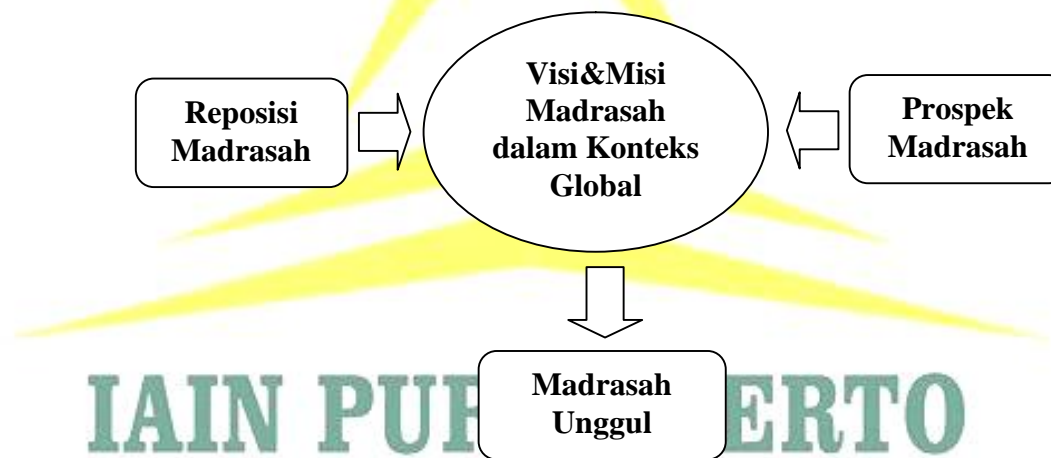 Visi&Misi
Madrasah
dalam Konteks
Global
Reposisi
Madrasah
Prospek
Madrasah
Madrasah
Unggul
IAIN PUR ERTO